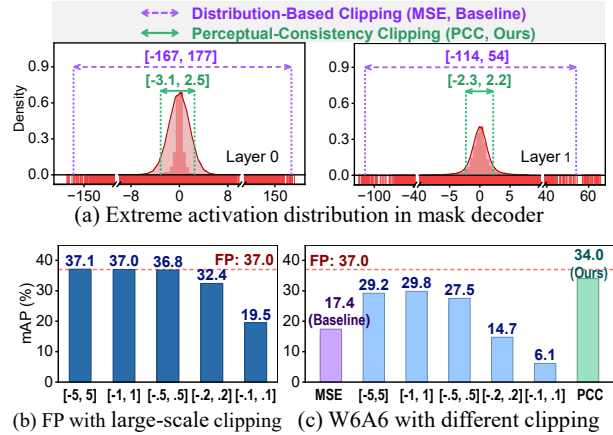 Distribution-Based Clipping (MSE, Baseline)
Perceptual-Consistency Clipping (PCC, Ours)
Density
0.9
0.6
0.3
0.0
[-167, 177]
[-3.1, 2.5]
Layer 0
−150 −8 0 8 150
0.9
0.6
0.3
0.0
[-114, 54]
[-2.3, 2.2]
Layer 1
−100 −40 −5 0 5 40 60
(a) Extreme activation distribution in mask decoder
mAP (%)
40
30
20
10
0
FP: 37.0
37.1 37.0 36.8 32.4 19.5
[-5, 5] [-1, 1] [-.5, .5] [-.2, .2] [-.1, .1]
(b) FP with large-scale clipping
40
30
20
10
0
FP: 37.0
17.4
(Baseline)
29.2 29.8 27.5 14.7 6.1
34.0
(Ours)
MSE [-5,5] [-1, 1] [-.5, .5] [-.2, .2] [-.1, .1] PCC
(c) W6A6 with different clipping